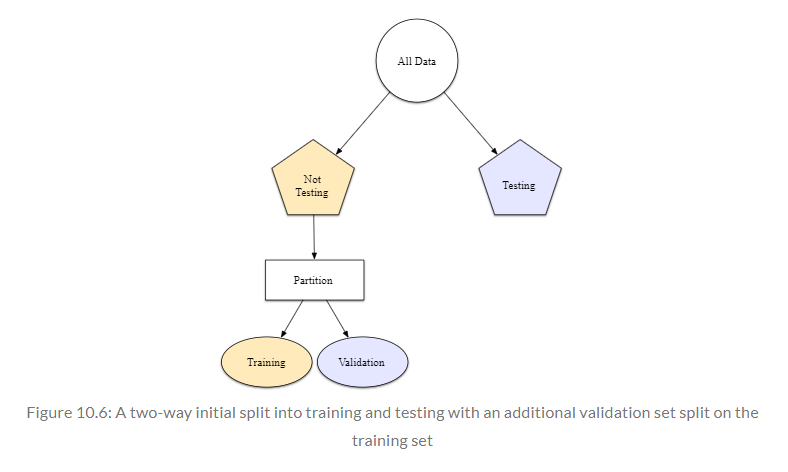 All Data
Not
Testing
Testing
Partition
Training
Validation
Figure 10.6: A two-way initial split into training and testing with an additional validation set split on the
training set